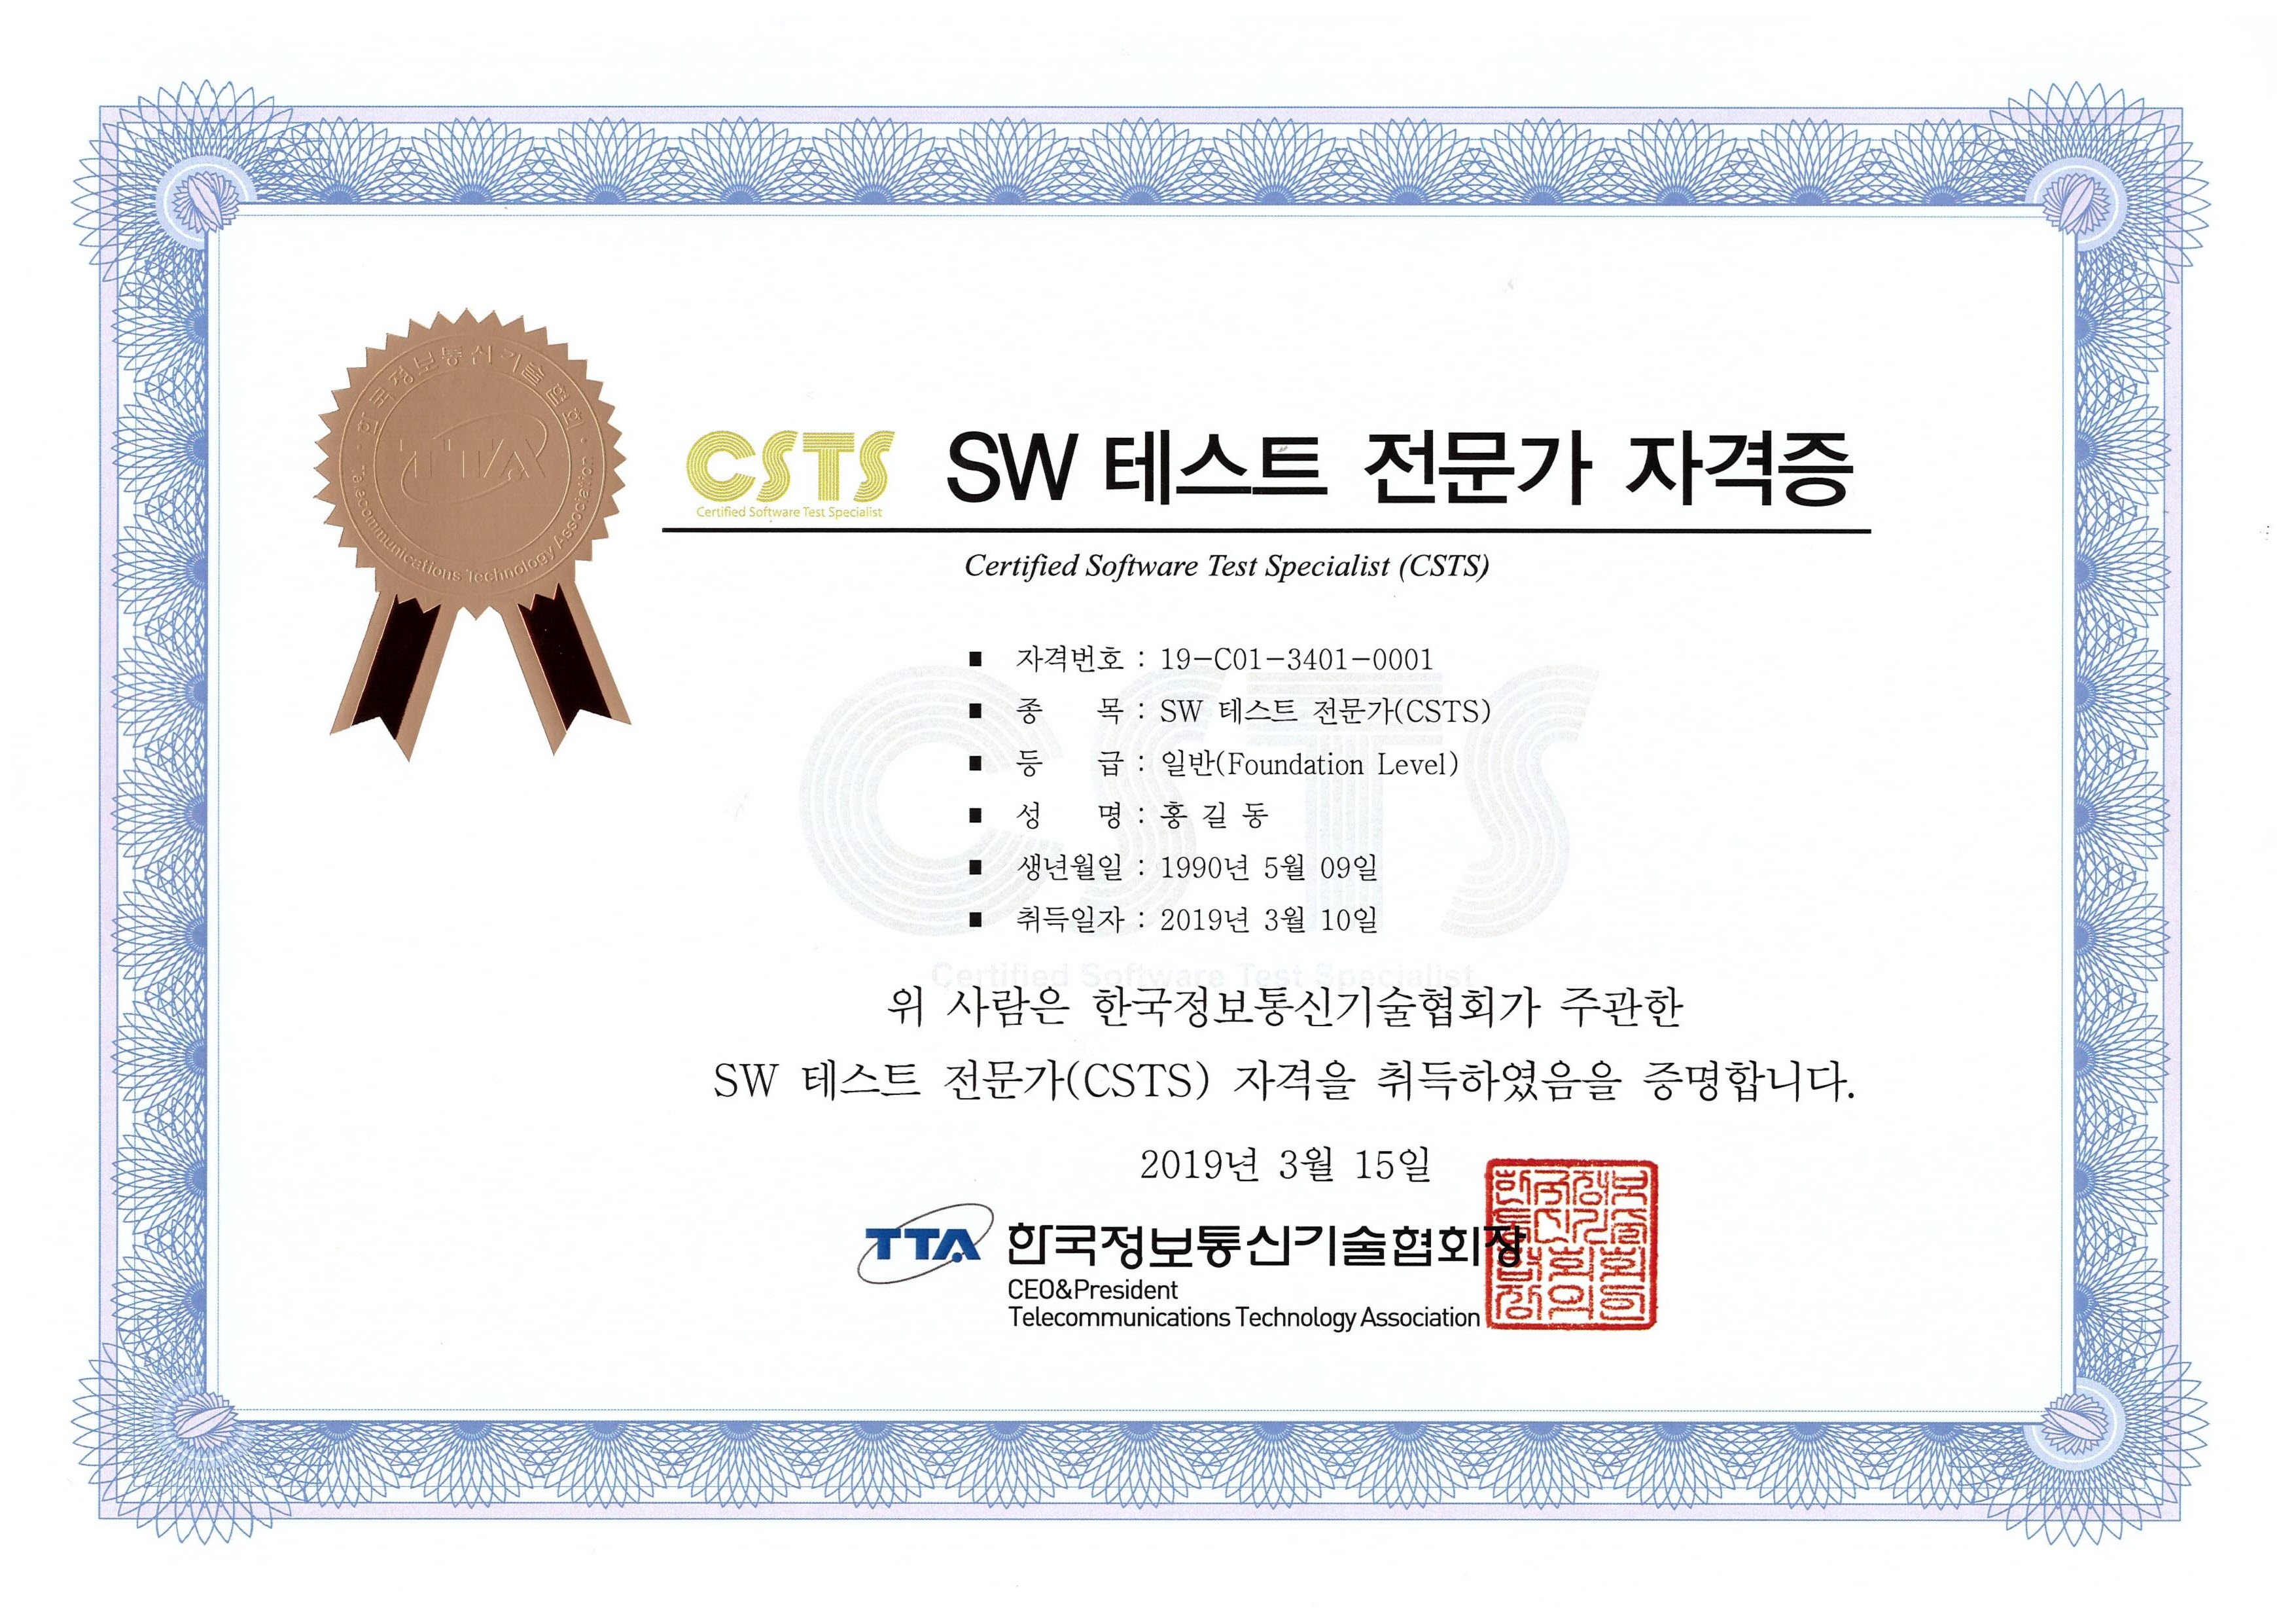 한국정보통신기술협회
TTA
Telecommunications Technology Association
CSTS
Certified Software Test Specialist
SW 테스트 전문가 자격증
Certified Software Test Specialist (CSTS)
■ 자격번호 : 19-C01-3401-0001
■ 종 목 : SW 테스트 전문가(CSTS)
■ 등 급 : 일반(Foundation Level)
■ 성 명 : 홍 길 동
■ 생년월일 : 1990년 5월 09일
■ 취득일자 : 2019년 3월 10일
CSTS
Certified Software Test Specialist
위 사람은 한국정보통신기술협회가 주관한
SW 테스트 전문가(CSTS) 자격을 취득하였음을 증명합니다.
2019년 3월 15일
TTA 한국정보통신기술협회장
CEO&President
Telecommunications Technology Association